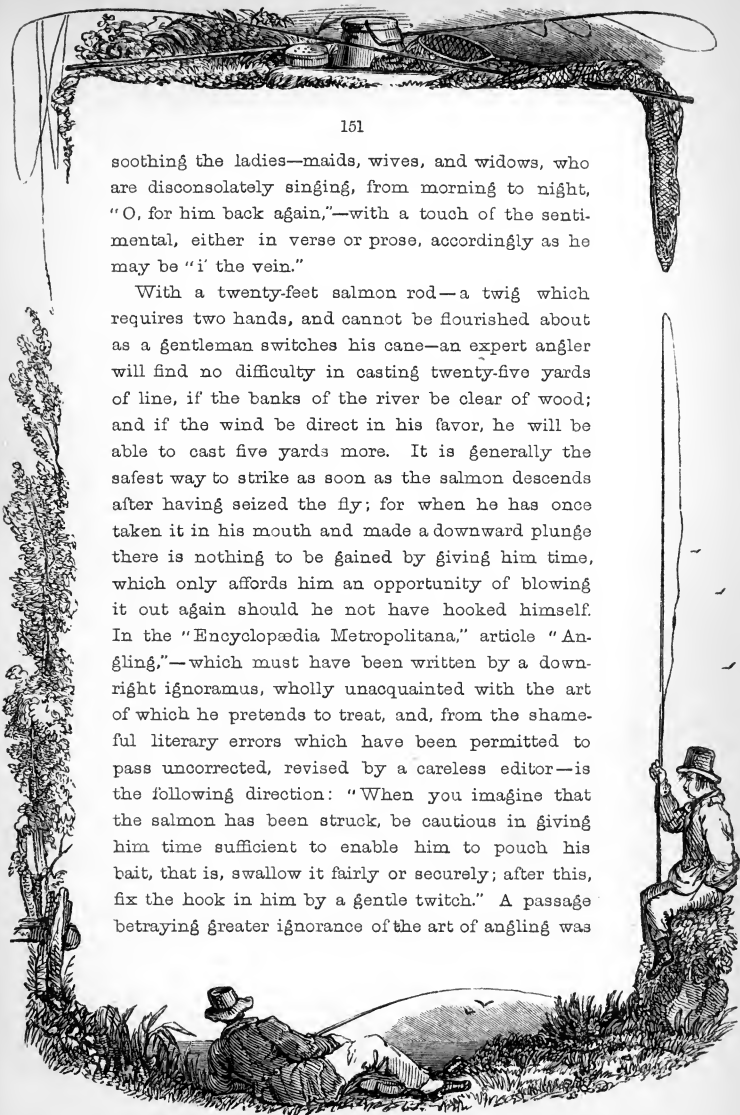 151
soothing the ladies—maids, wives, and widows, who
are disconsolately singing, from morning to night,
"O, for him back again,"—with a touch of the senti-
mental, either in verse or prose, accordingly as he
may be "i' the vein."
With a twenty-feet salmon rod—a twig which
requires two hands, and cannot be flourished about
as a gentleman switches his cane—an expert angler
will find no difficulty in casting twenty-five yards
of line, if the banks of the river be clear of wood;
and if the wind be direct in his favor, he will be
able to cast five yards more. It is generally the
safest way to strike as soon as the salmon descends
after having seized the fly; for when he has once
taken it in his mouth and made a downward plunge
there is nothing to be gained by giving him time,
which only affords him an opportunity of blowing
it out again should he not have hooked himself.
In the "Encyclopædia Metropolitana," article "An-
gling,"—which must have been written by a down-
right ignoramus, wholly unacquainted with the art
of which he pretends to treat, and, from the shame-
ful literary errors which have been permitted to
pass uncorrected, revised by a careless editor—is
the following direction: "When you imagine that
the salmon has been struck, be cautious in giving
him time sufficient to enable him to pouch his
bait, that is, swallow it fairly or securely; after this,
fix the hook in him by a gentle twitch." A passage
betraying greater ignorance of the art of angling was